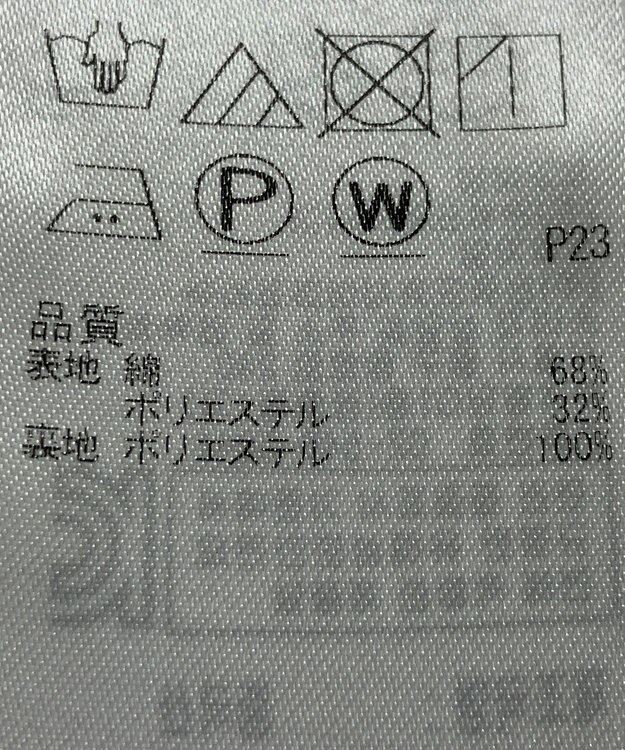 P W
P23
品質
表地 綿 68%
ポリエステル 32%
裏地 ポリエステル 100%